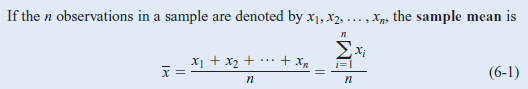 If the n observations in a sample are denoted by x₁, x₂, … , xₙ, the sample mean is
x̄ = (x₁ + x₂ + ⋯ + xₙ) / n = (∑ᵢ₌₁ⁿ xᵢ) / n (6-1)